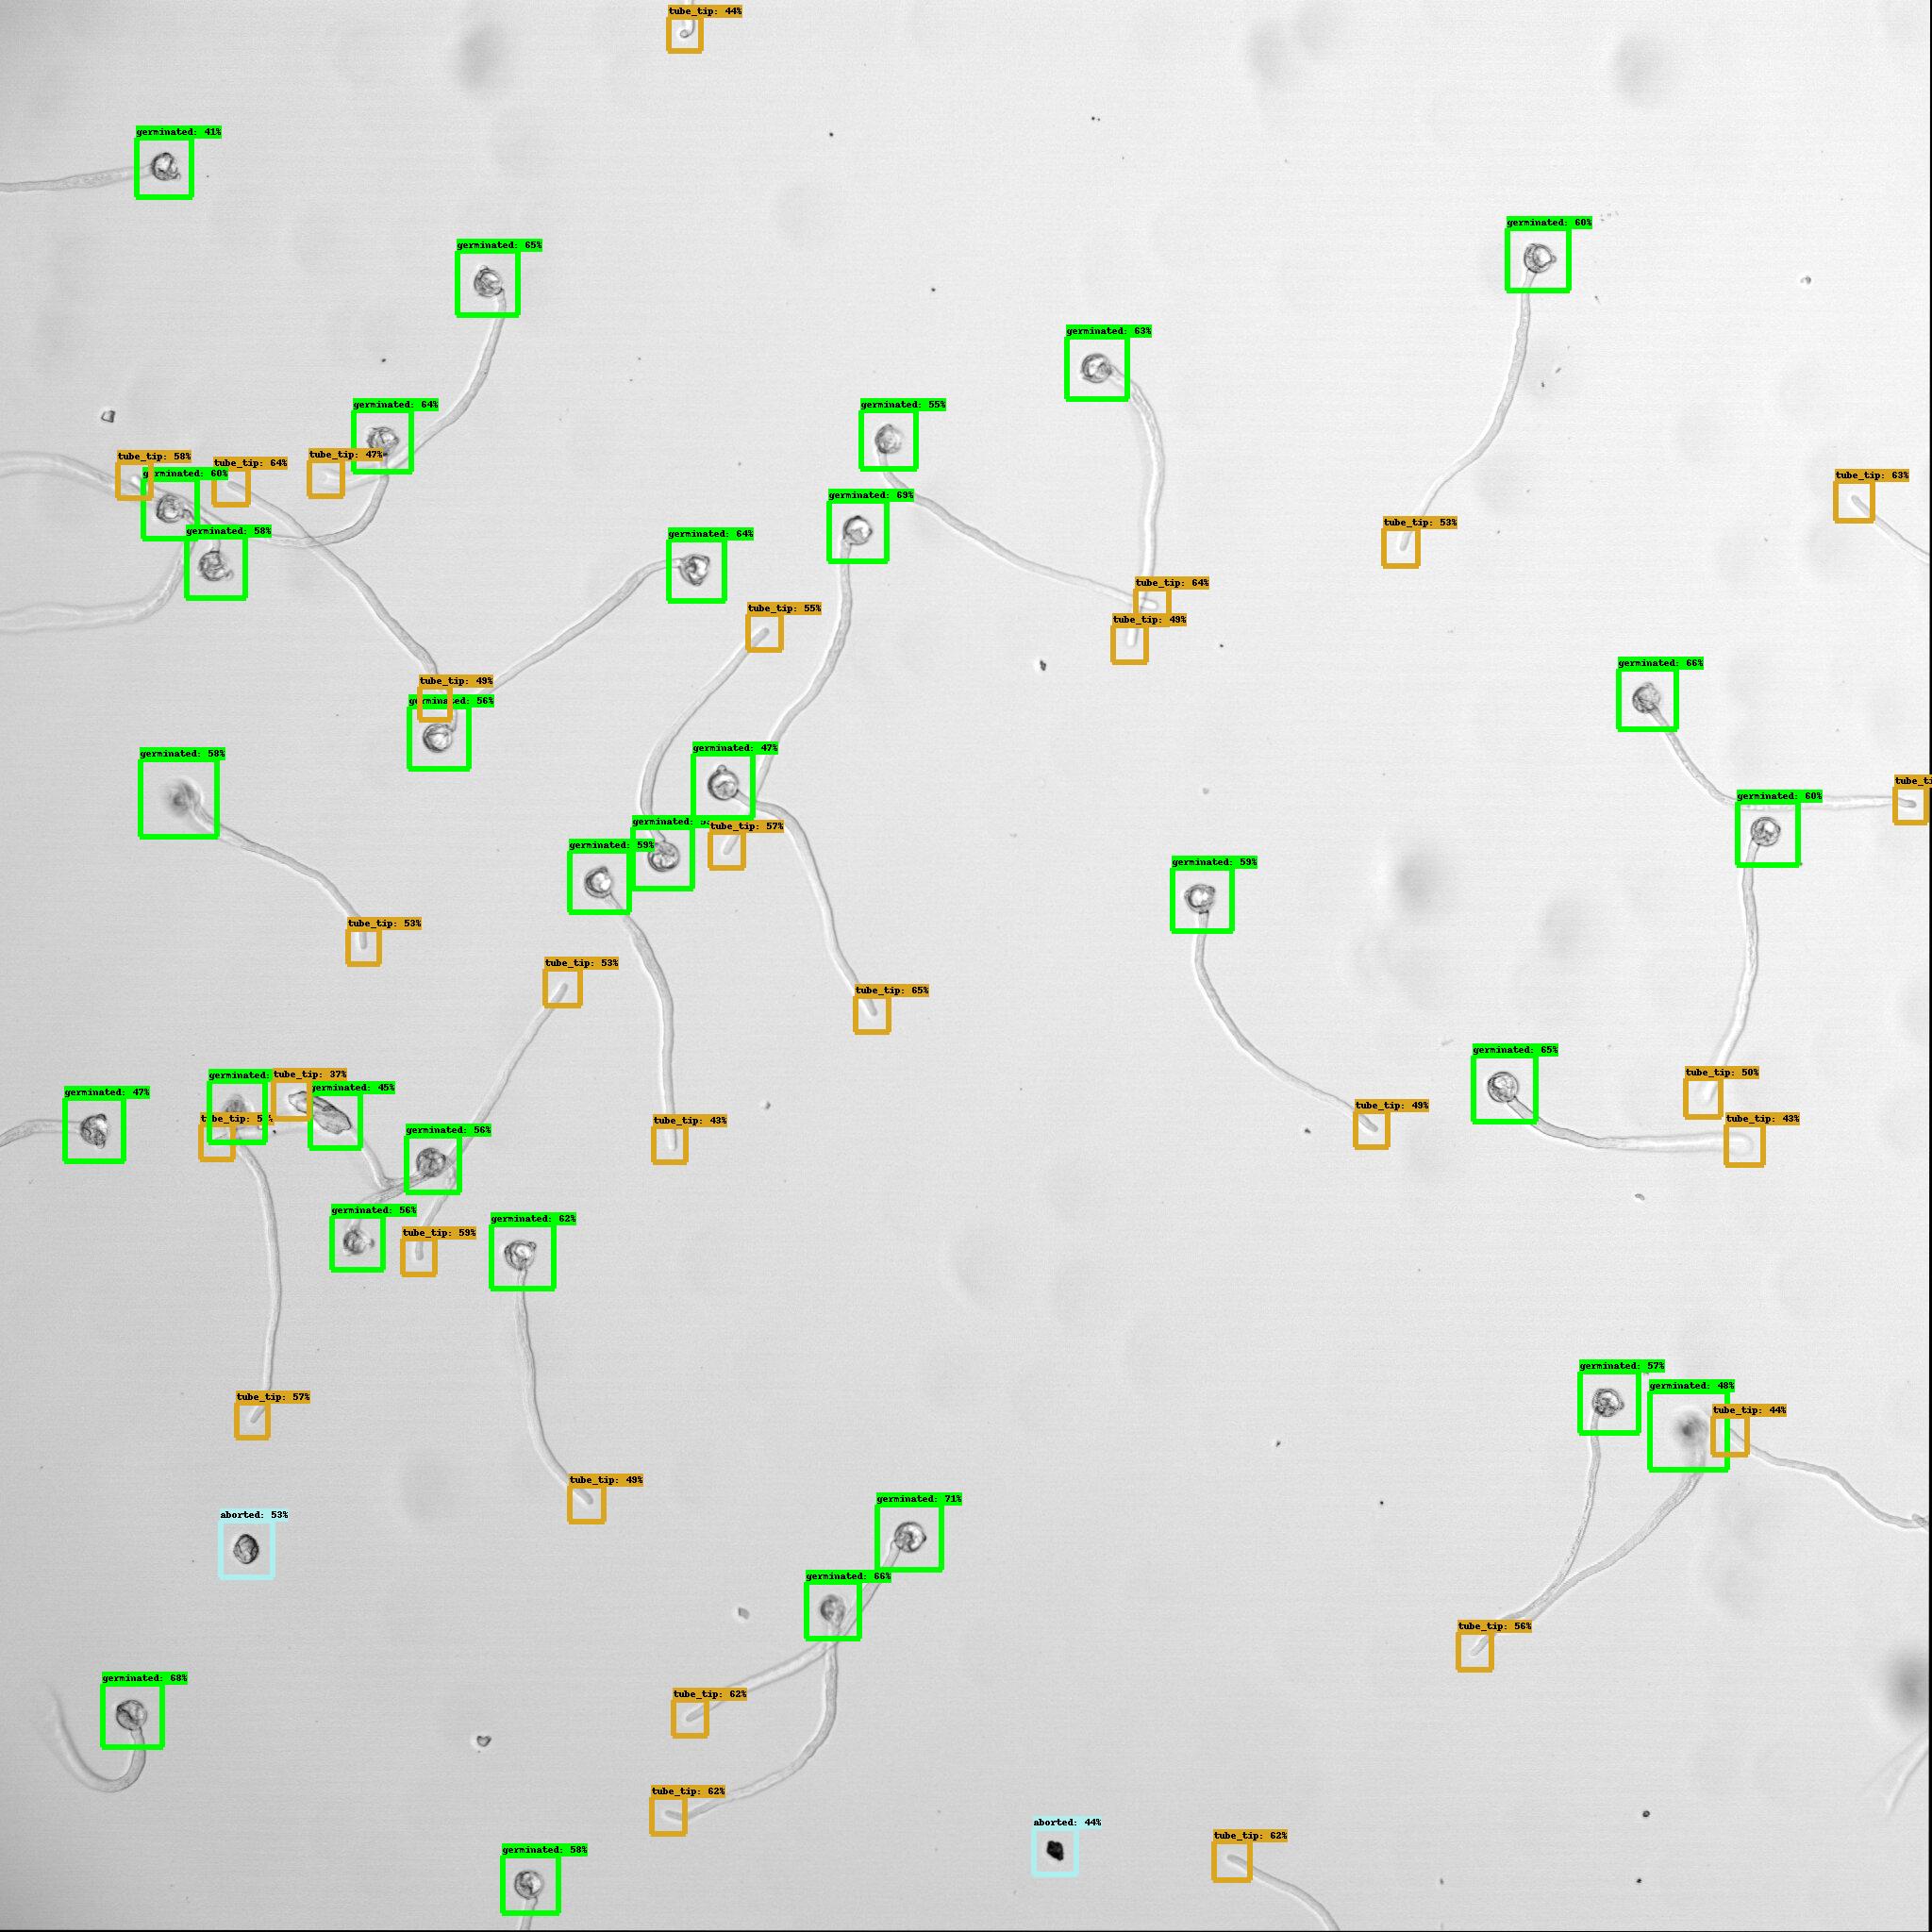 tube_tip: 44%
germinated: 41%
germinated: 60%
germinated: 65%
germinated: 63%
germinated: 64%
germinated: 55%
tube_tip: 58%
tube_tip: 64%
tube_tip: 47%
germinated: 60%
tube_tip: 63%
germinated: 69%
tube_tip: 53%
germinated: 58%
germinated: 64%
tube_tip: 64%
tube_tip: 55%
tube_tip: 49%
germinated: 66%
tube_tip: 49%
germinated: 56%
germinated: 47%
germinated: 58%
germinated: 60%
germinated:
tube_tip: 57%
germinated: 59%
germinated: 59%
tube_tip: 53%
tube_tip: 53%
tube_tip: 65%
germinated: 65%
tube_tip: 50%
germinated:
tube_tip: 37%
germinated: 45%
germinated: 47%
tube_tip: 49%
tube_tip:
tube_tip: 43%
tube_tip: 43%
germinated: 56%
germinated: 56%
germinated: 62%
tube_tip: 59%
germinated: 57%
germinated: 48%
tube_tip: 57%
tube_tip: 44%
tube_tip: 49%
germinated: 71%
aborted: 53%
germinated: 66%
tube_tip: 56%
germinated: 68%
tube_tip: 62%
tube_tip: 62%
aborted: 44%
tube_tip: 62%
germinated: 58%